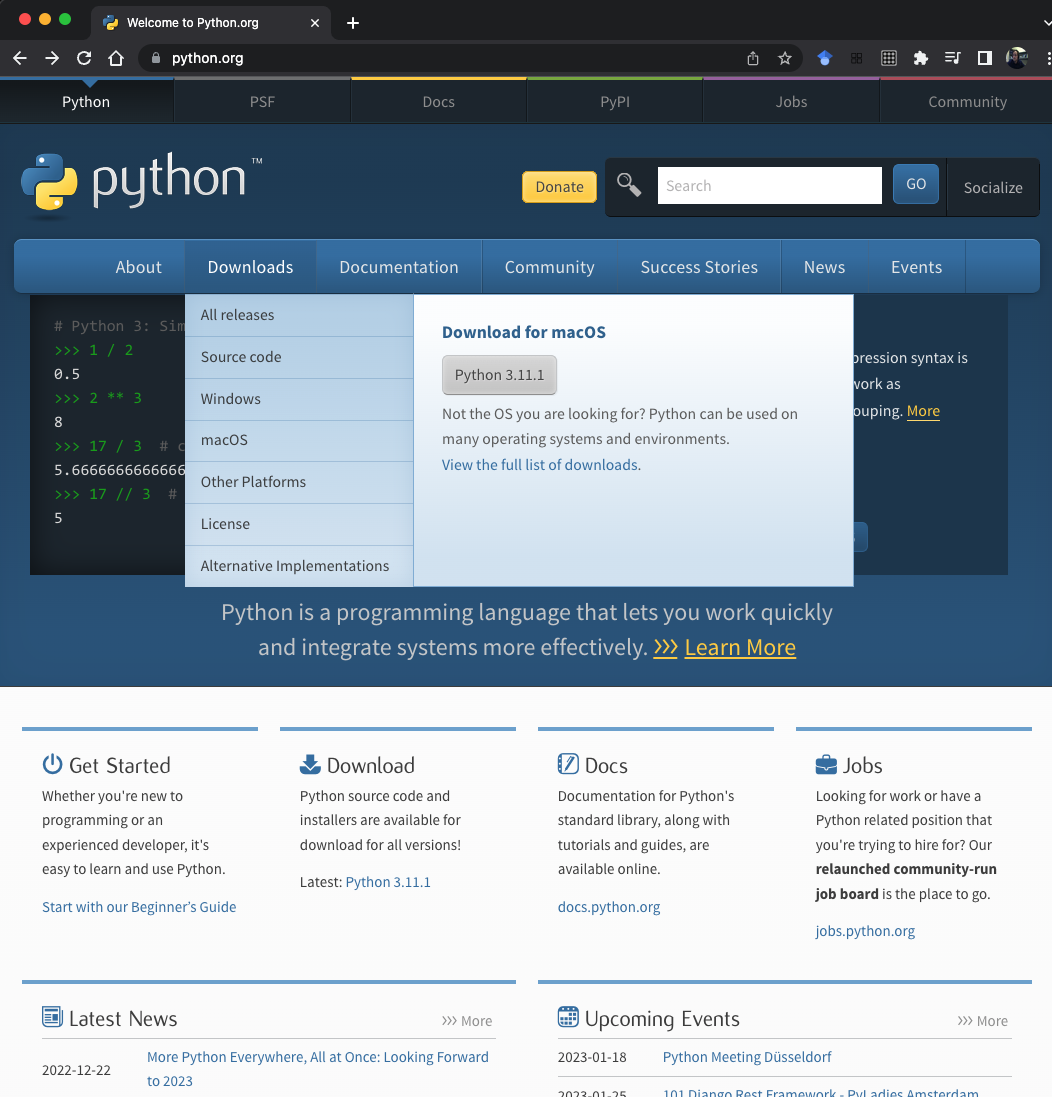 Welcome to Python.org
python.org
Python PSF Docs PyPI Jobs Community
python™
Donate Search GO Socialize
About Downloads Documentation Community Success Stories News Events
# Python 3: Sim
>>> 1 / 2
0.5
>>> 2 ** 3
8
>>> 17 / 3 # c
5.6666666666666
>>> 17 // 3 #
5
All releases
Source code
Windows
macOS
Other Platforms
License
Alternative Implementations
Download for macOS
Python 3.11.1
Not the OS you are looking for? Python can be used on
many operating systems and environments.
View the full list of downloads.
pression syntax is
work as
ouping. More
Python is a programming language that lets you work quickly
and integrate systems more effectively. >>> Learn More
Get Started
Whether you're new to
programming or an
experienced developer, it's
easy to learn and use Python.
Start with our Beginner’s Guide
Download
Python source code and
installers are available for
download for all versions!
Latest: Python 3.11.1
Docs
Documentation for Python's
standard library, along with
tutorials and guides, are
available online.
docs.python.org
Jobs
Looking for work or have a
Python related position that
you're trying to hire for? Our
relaunched community-run
job board is the place to go.
jobs.python.org
Latest News
>>> More
2022-12-22 More Python Everywhere, All at Once: Looking Forward
to 2023
Upcoming Events
>>> More
2023-01-18 Python Meeting Düsseldorf
2023-01-25 101 Django Rest Framework - PyLadies Amsterdam